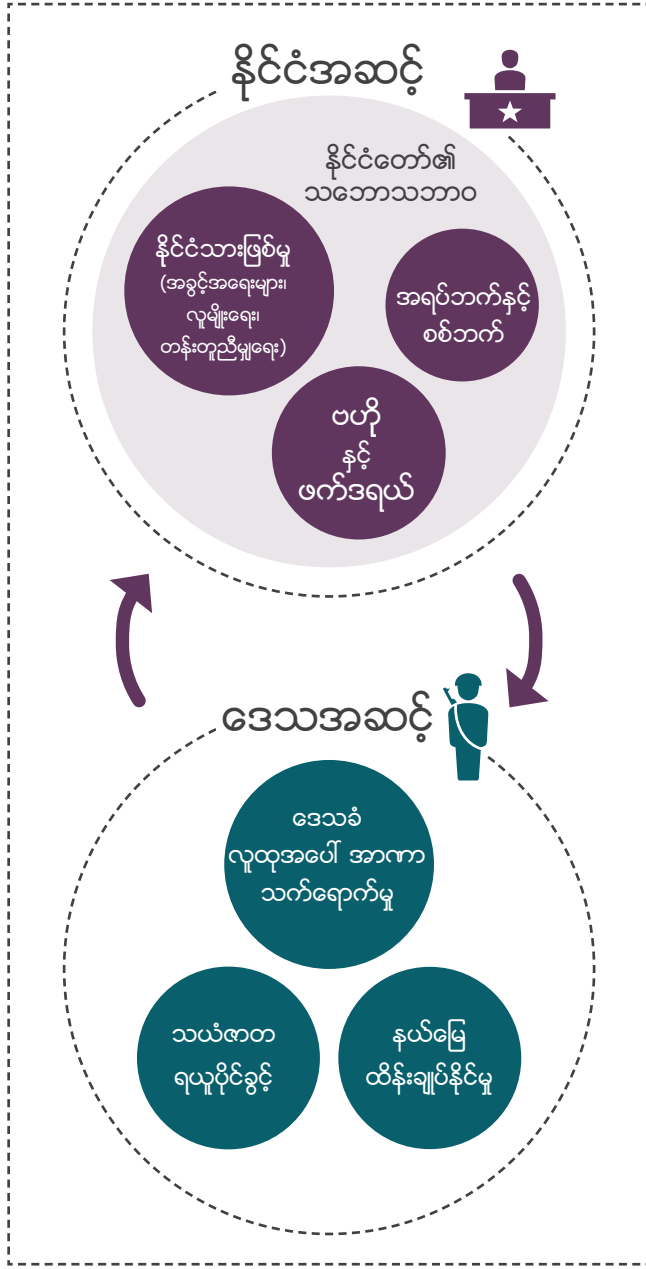 နိုင်ငံအဆင့်
နိုင်ငံတော်၏
သဘောသဘာဝ
နိုင်ငံသားဖြစ်မှု
(အခွင့်အရေးများ၊
လူမျိုးရေး၊
တန်းတူညီမျှရေး)
အရပ်ဘက်နှင့်
စစ်ဘက်
ဗဟို
နှင့်
ဖက်ဒရယ်
ဒေသအဆင့်
ဒေသခံ
လူထုအပေါ် အာဏာ
သက်ရောက်မှု
သယံဇာတ
ရယူပိုင်ခွင့်
နယ်မြေ
ထိန်းချုပ်နိုင်မှု